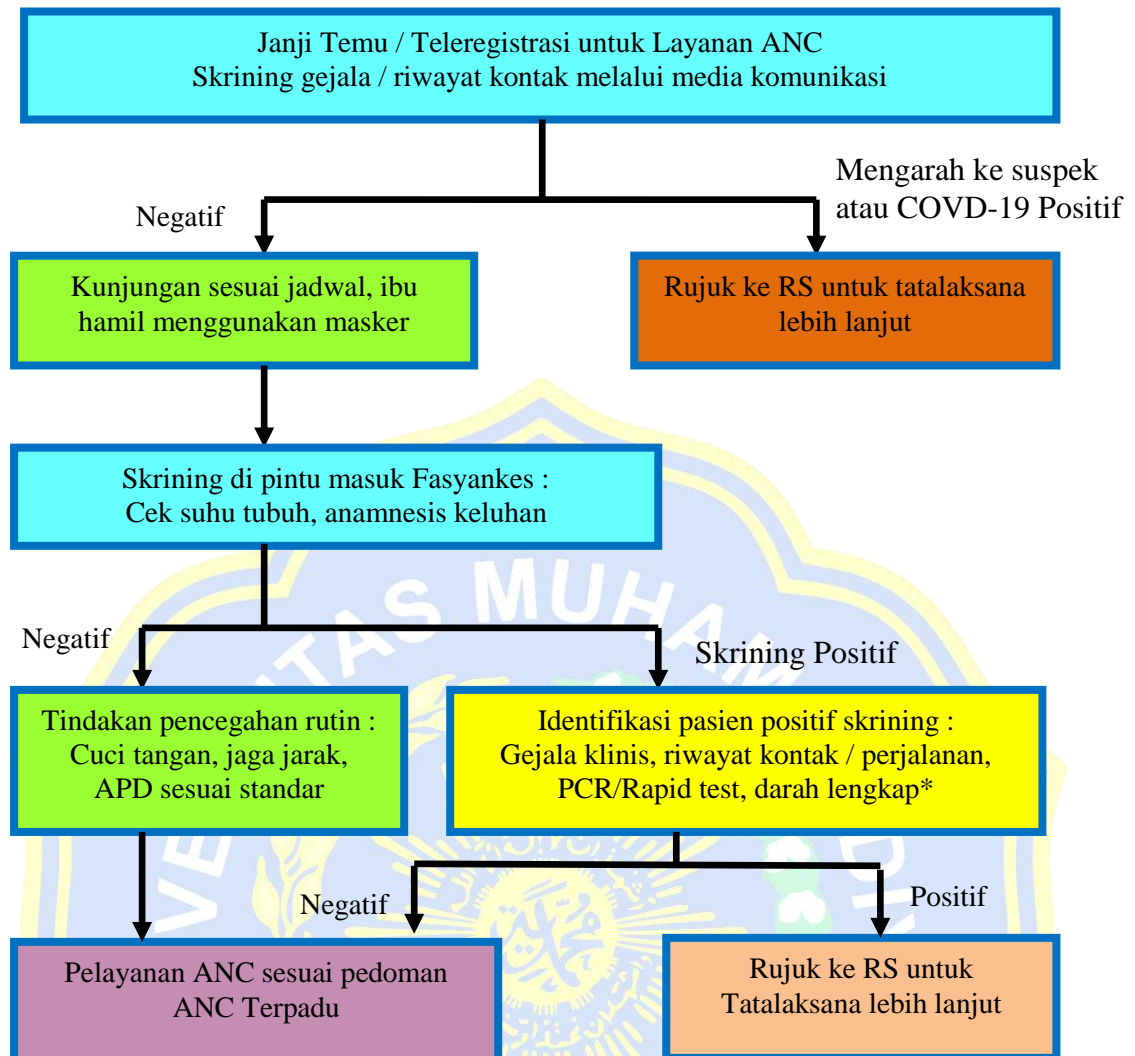 Janji Temu / Teleregistrasi untuk Layanan ANC
Skrining gejala / riwayat kontak melalui media komunikasi
Negatif
Mengarah ke suspek
atau COVD-19 Positif
Kunjungan sesuai jadwal, ibu
hamil menggunakan masker
Rujuk ke RS untuk tatalaksana
lebih lanjut
Skrining di pintu masuk Fasyankes :
Cek suhu tubuh, anamnesis keluhan
Negatif
Skrining Positif
Tindakan pencegahan rutin :
Cuci tangan, jaga jarak,
APD sesuai standar
Identifikasi pasien positif skrining :
Gejala klinis, riwayat kontak / perjalanan,
PCR/Rapid test, darah lengkap*
Negatif
Positif
Pelayanan ANC sesuai pedoman
ANC Terpadu
Rujuk ke RS untuk
Tatalaksana lebih lanjut